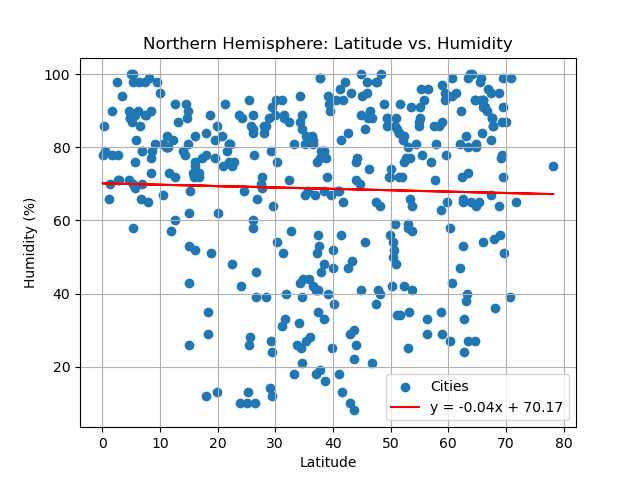 Northern Hemisphere: Latitude vs. Humidity
Humidity (%)
100
80
60
40
20
0 10 20 30 40 50 60 70 80
Latitude
Cities
y = -0.04x + 70.17